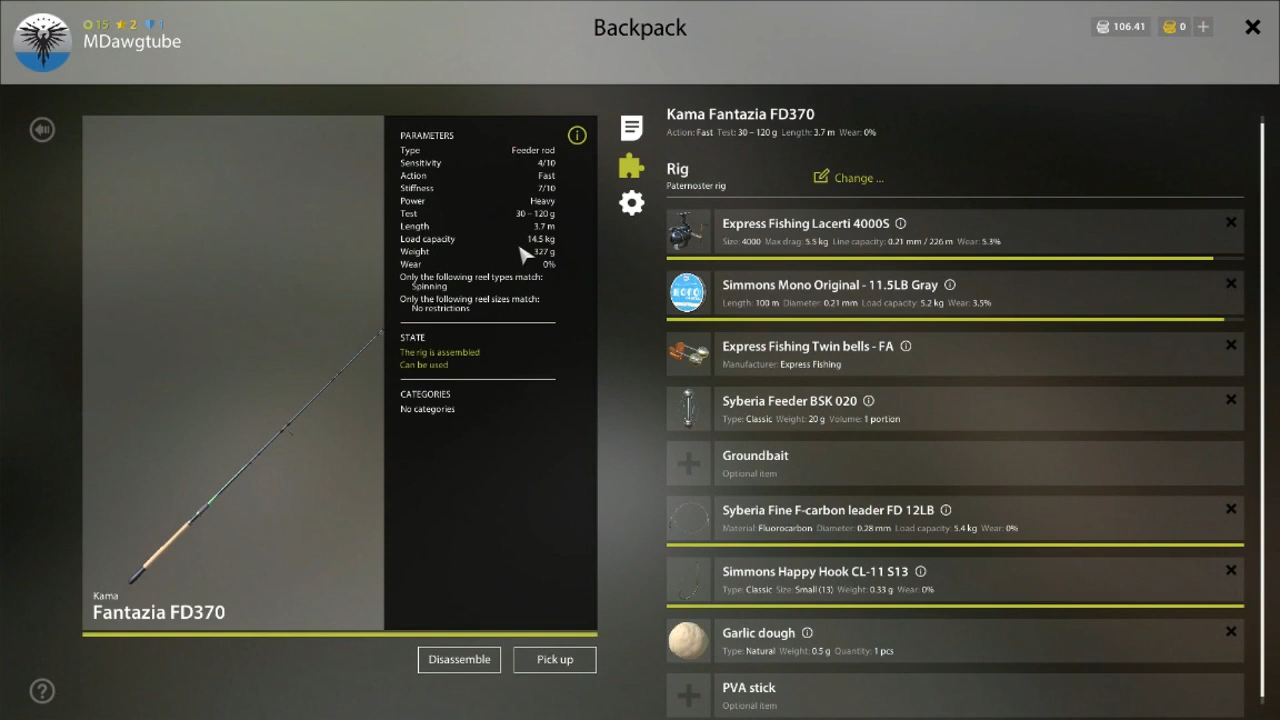 15 2 1
MDawgtube
Backpack
106.41
0
Kama Fantazia FD370
Action: Fast Test: 30 – 120 g Length: 3.7 m Wear: 0%
PARAMETERS
Type Feeder rod
Sensitivity 4/10
Action Fast
Stiffness 7/10
Power Heavy
Test 30 – 120 g
Length 3.7 m
Load capacity 14.5 kg
Weight 327 g
Wear 0%
Only the following reel types match:
Spinning
Only the following reel sizes match:
No restrictions
STATE
The rig is assembled
Can be used
CATEGORIES
No categories
Kama
Fantazia FD370
Disassemble
Pick up
Rig
Paternoster rig
Change ...
Express Fishing Lacerti 4000S
Size: 4000 Max drag: 5.5 kg Line capacity: 0.21 mm / 226 m Wear: 5.3%
Simmons Mono Original - 11.5LB Gray
Length: 100 m Diameter: 0.21 mm Load capacity: 5.2 kg Wear: 3.5%
Express Fishing Twin bells - FA
Manufacturer: Express Fishing
Syberia Feeder BSK 020
Type: Classic Weight: 20 g Volume: 1 portion
Groundbait
Optional item
Syberia Fine F-carbon leader FD 12LB
Material: Fluorocarbon Diameter: 0.28 mm Load capacity: 5.4 kg Wear: 0%
Simmons Happy Hook CL-11 S13
Type: Classic Size: Small (13) Weight: 0.33 g Wear: 0%
Garlic dough
Type: Natural Weight: 0.5 g Quantity: 1 pcs
PVA stick
Optional item